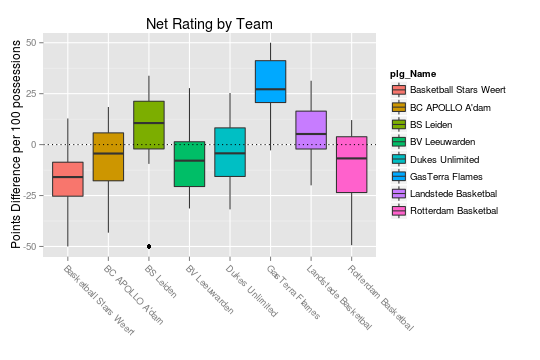 Net Rating by Team
Points Difference per 100 possessions
50
25
0
-25
-50
Basketball Stars Weert
BC APOLLO A'dam
BS Leiden
BV Leeuwarden
Dukes Unlimited
GasTerra Flames
Landstede Basketbal
Rotterdam Basketbal
plg_Name
Basketball Stars Weert
BC APOLLO A'dam
BS Leiden
BV Leeuwarden
Dukes Unlimited
GasTerra Flames
Landstede Basketbal
Rotterdam Basketbal